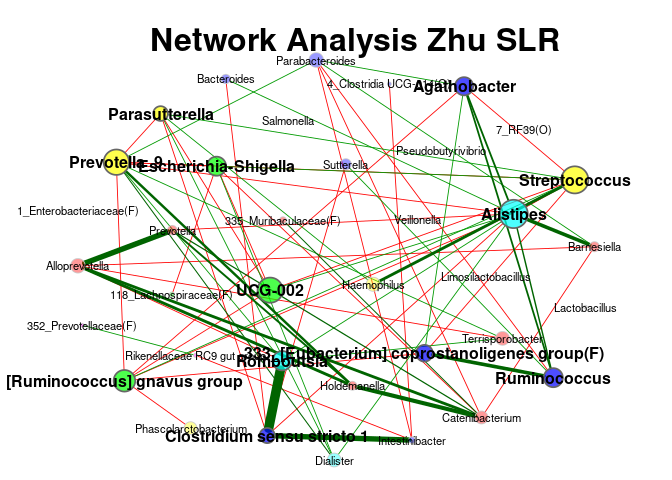 Network Analysis Zhu SLR
Parabacteroides
Bacteroides
4_Clostridia UCG-014(O)
Agathobacter
Parasutterella
Salmonella
7_RF39(O)
Pseudobutyrivibrio
Prevotella_9
Escherichia-Shigella
Sutterella
Streptococcus
1_Enterobacteriaceae(F)
Alistipes
335_Muribaculaceae(F)
Veillonella
Prevotella
Barnesiella
Alloprevotella
Haemophilus
Limosilactobacillus
118_Lachnospiraceae(F)
UCG-002
Lactobacillus
352_Prevotellaceae(F)
Terrisporobacter
Rikenellaceae RC9 gut
333_[Eubacterium] coprostanoligenes group(F)
Romboutsia
[Ruminococcus] gnavus group
Holdemanella
Ruminococcus
Catenibacterium
Phascolarctobacterium
Clostridium sensu stricto 1
Intestinibacter
Dialister